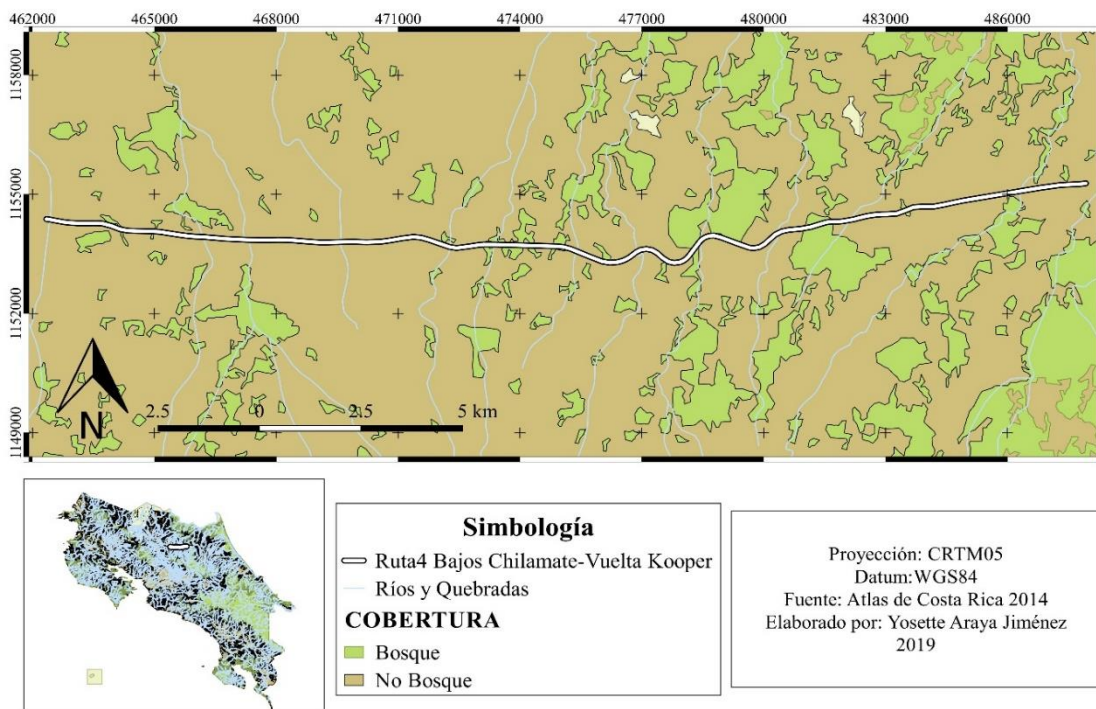 462000 465000 468000 471000 474000 477000 480000 483000 486000
1158000
1155000
1152000
1149000
N
2.5 0 2.5 5 km
Simbología
Ruta4 Bajos Chilamate-Vuelta Kooper
Ríos y Quebradas
COBERTURA
Bosque
No Bosque
Proyección: CRTM05
Datum:WGS84
Fuente: Atlas de Costa Rica 2014
Elaborado por: Yosette Araya Jiménez
2019